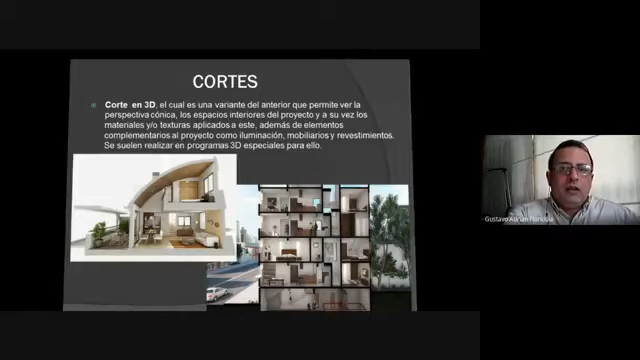 CORTES
Corte en 3D, el cual es una variante del anterior que permite ver la
perspectiva cónica, los espacios interiores del proyecto y a su vez los
materiales y/o texturas aplicados a este, además de elementos
complementarios al proyecto como iluminación, mobiliarios y revestimientos.
Se suelen realizar en programas 3D especiales para ello.
Gustavo Adrian